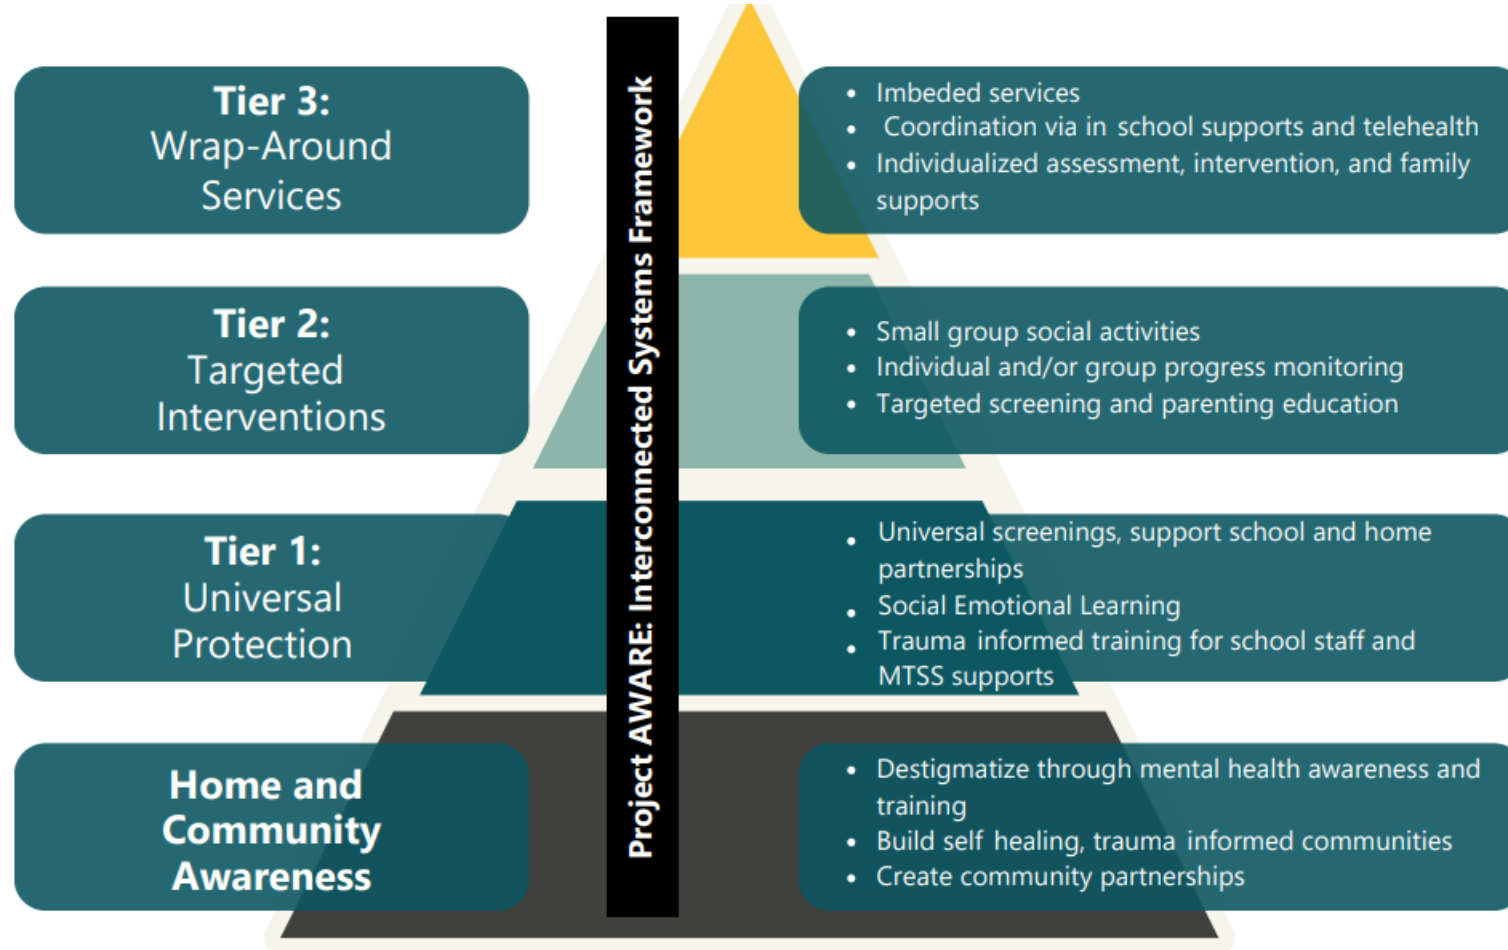 Project AWARE: Interconnected Systems Framework
Tier 3:
Wrap-Around
Services
• Imbeded services
• Coordination via in school supports and telehealth
• Individualized assessment, intervention, and family
supports
Tier 2:
Targeted
Interventions
• Small group social activities
• Individual and/or group progress monitoring
• Targeted screening and parenting education
Tier 1:
Universal
Protection
• Universal screenings, support school and home
partnerships
• Social Emotional Learning
• Trauma informed training for school staff and
MTSS supports
Home and
Community
Awareness
• Destigmatize through mental health awareness and
training
• Build self healing, trauma informed communities
• Create community partnerships